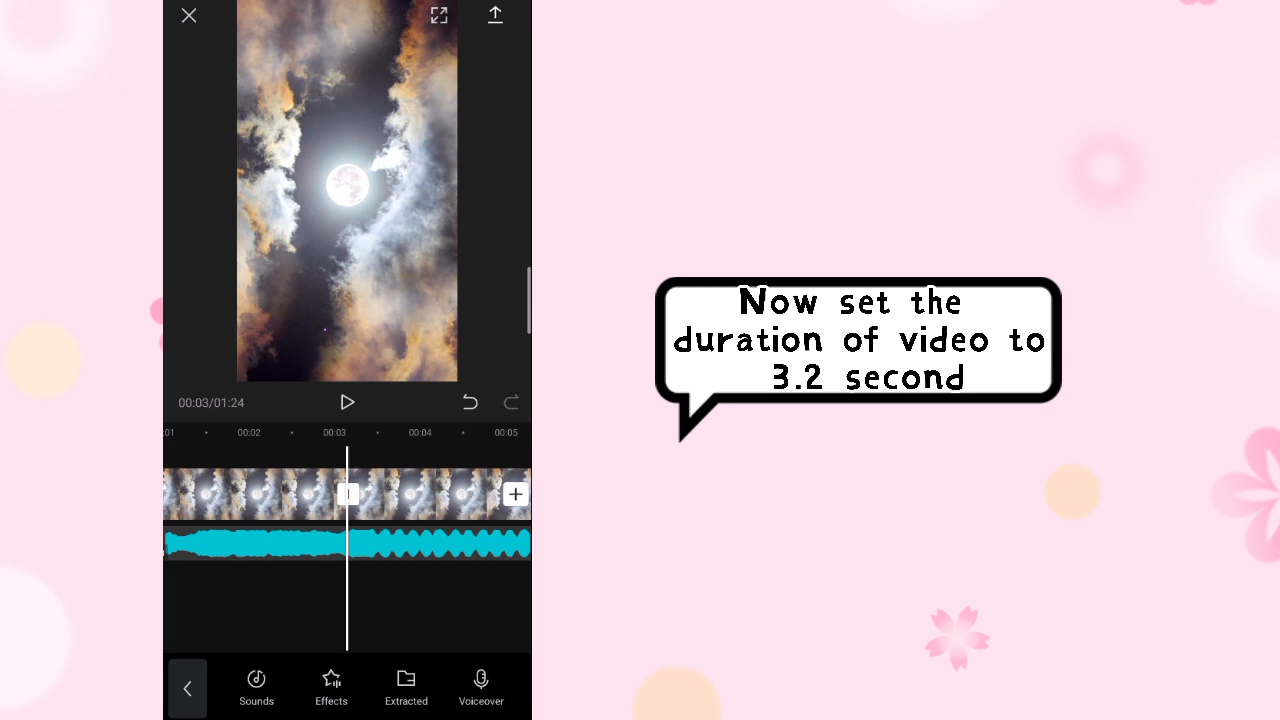 00:03/01:24
:01 00:02 00:03 00:04 00:05
Sounds Effects Extracted Voiceover
Now set the
duration of video to
3.2 second